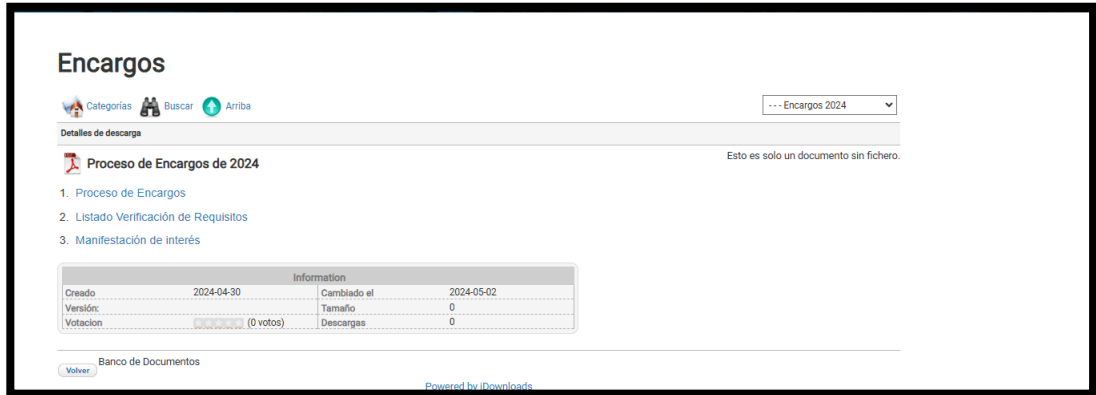 Encargos
Categorías Buscar Arriba --- Encargos 2024
Detalles de descarga
Proceso de Encargos de 2024 Esto es solo un documento sin fichero.
1. Proceso de Encargos
2. Listado Verificación de Requisitos
3. Manifestación de interés
Information
Creado 2024-04-30 Cambiado el 2024-05-02
Versión: Tamaño 0
Votacion (0 votos) Descargas 0
Volver Banco de Documentos
Powered by jDownloads